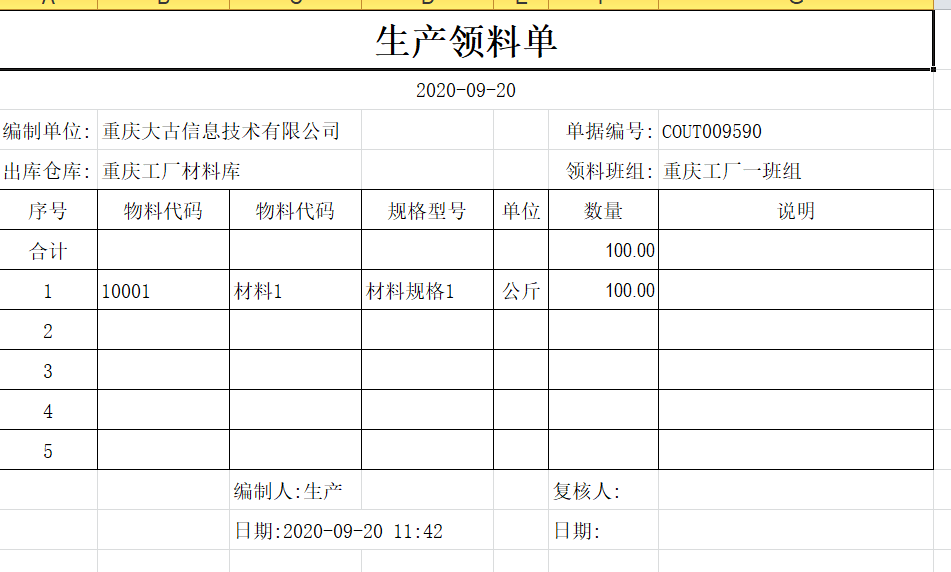 生产领料单
2020-09-20
编制单位: 重庆大古信息技术有限公司 单据编号: COUT009590
出库仓库: 重庆工厂材料库 领料班组: 重庆工厂一班组
序号 物料代码 物料代码 规格型号 单位 数量 说明
合计 100.00
1 10001 材料1 材料规格1 公斤 100.00
2
3
4
5
编制人:生产 复核人:
日期:2020-09-20 11:42 日期: